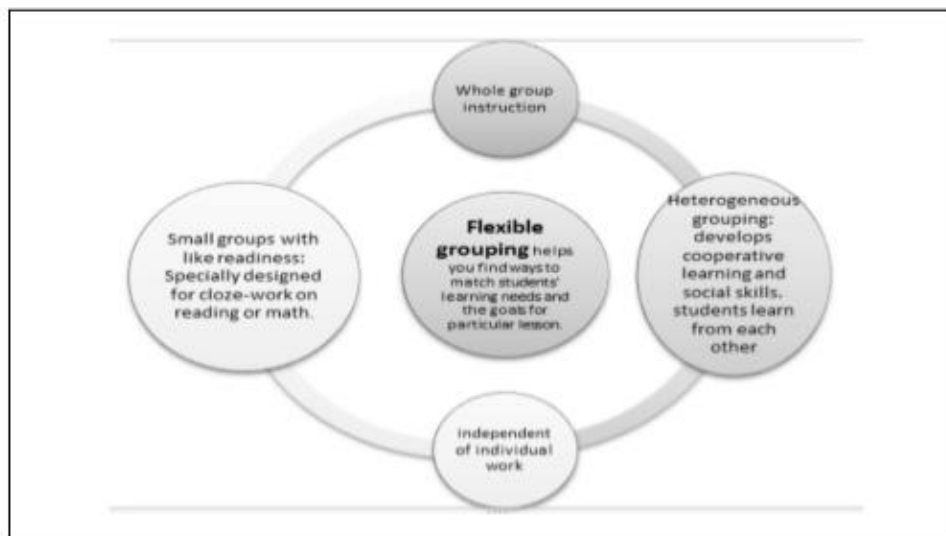 Whole group
instruction
Small groups with
like readiness:
Specially designed
for cloze-work on
reading or math.
Flexible
grouping helps
you find ways to
match students'
learning needs and
the goals for
particular lesson.
Heterogeneous
grouping:
develops
cooperative
learning and
social skills.
students learn
from each
other
Independent
of individual
work